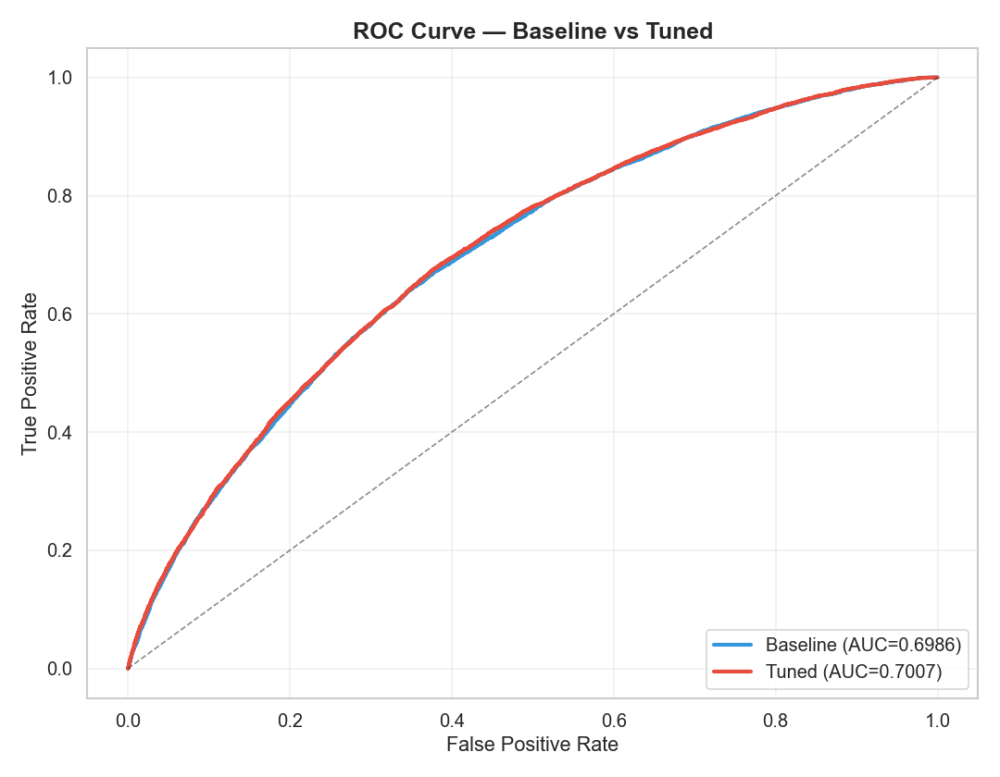 ROC Curve — Baseline vs Tuned
True Positive Rate
1.0
0.8
0.6
0.4
0.2
0.0
0.0 0.2 0.4 0.6 0.8 1.0
False Positive Rate
Baseline (AUC=0.6986)
Tuned (AUC=0.7007)